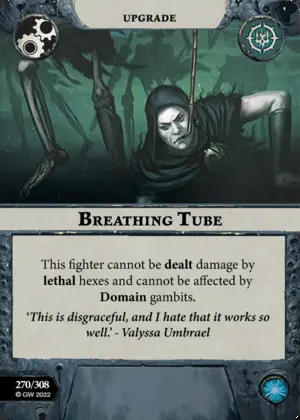 UPGRADE
BREATHING TUBE
This fighter cannot be dealt damage by
lethal hexes and cannot be affected by
Domain gambits.
‘This is disgraceful, and I hate that it works so
well.’ - Valyssa Umbrael
270/308
© GW 2022